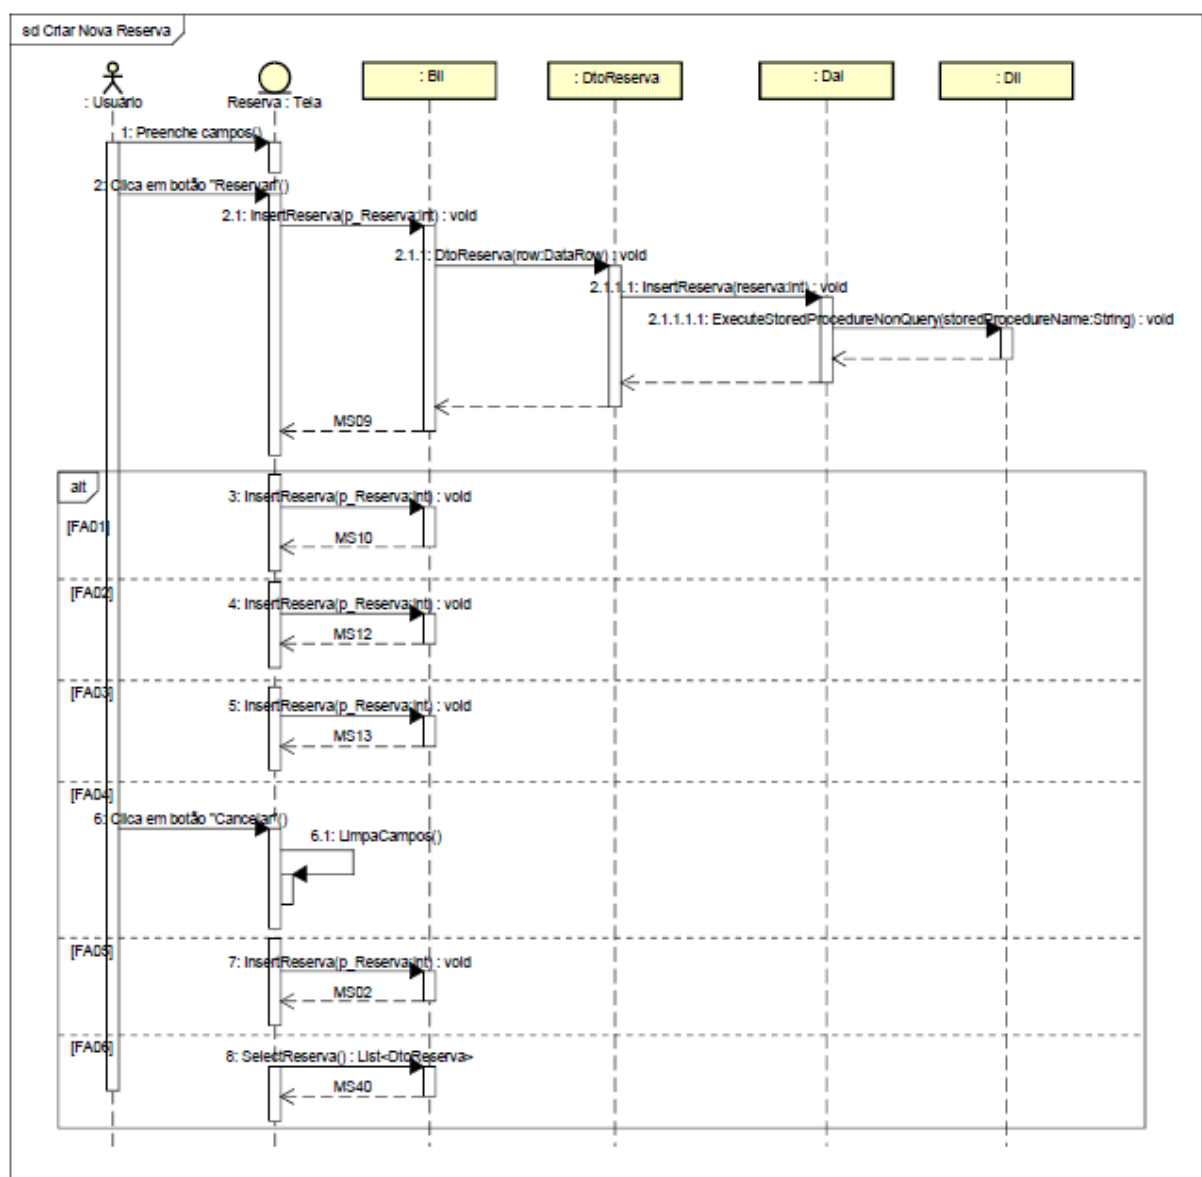 sd Criar Nova Reserva
: Usuário
Reserva : Tela
: Bll
: DtoReserva
: Dal
: Dll
1: Preenche campos()
2: Clica em botão "Reservar"()
2.1: InsertReserva(p_Reserva:int) : void
2.1.1: DtoReserva(row:DataRow) : void
2.1.1.1: InsertReserva(reserva:int) : void
2.1.1.1.1: ExecuteStoredProcedureNonQuery(storedProcedureName:String) : void
MS09
alt
[FA01]
3: InsertReserva(p_Reserva:int) : void
MS10
[FA02]
4: InsertReserva(p_Reserva:int) : void
MS12
[FA03]
5: InsertReserva(p_Reserva:int) : void
MS13
[FA04]
6: Clica em botão "Cancelar"()
6.1: LimpaCampos()
[FA05]
7: InsertReserva(p_Reserva:int) : void
MS02
[FA06]
8: SelectReserva() : List<DtoReserva>
MS40